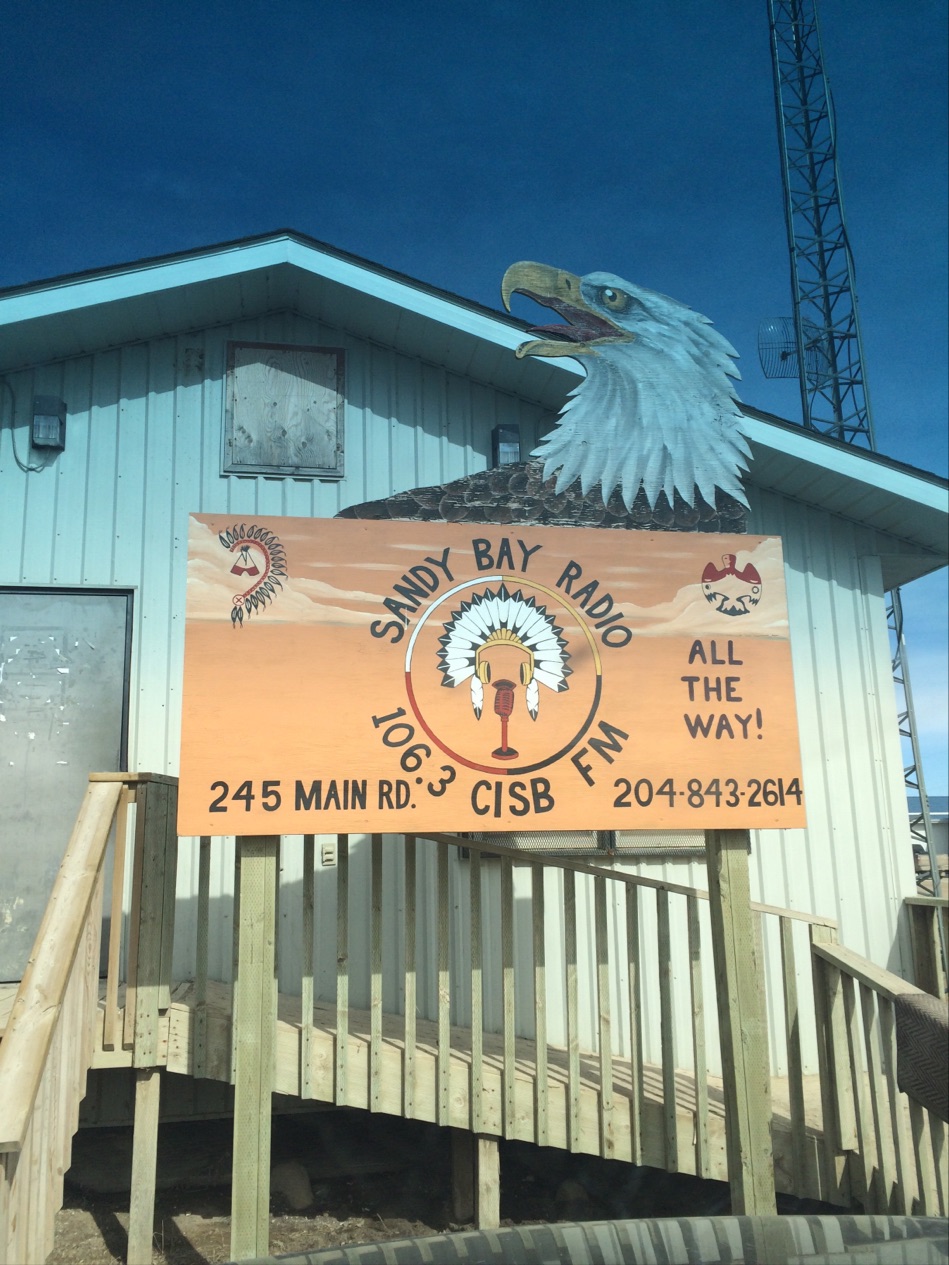 SANDY BAY RADIO
ALL
THE
WAY!
106.3 CISB FM
245 MAIN RD.
204-843-2614